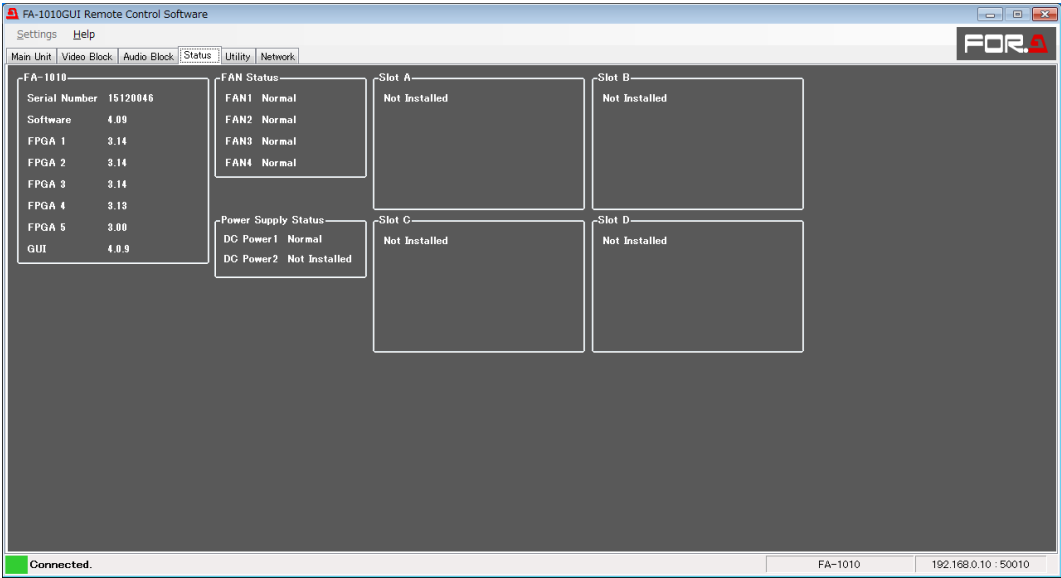 FA-1010GUI Remote Control Software
Settings Help
FOR.A
Main Unit Video Block Audio Block Status Utility Network
FA-1010
Serial Number 15120046
Software 4.09
FPGA 1 3.14
FPGA 2 3.14
FPGA 3 3.14
FPGA 4 3.13
FPGA 5 3.00
GUI 4.0.9
FAN Status
FAN1 Normal
FAN2 Normal
FAN3 Normal
FAN4 Normal
Power Supply Status
DC Power1 Normal
DC Power2 Not Installed
Slot A
Not Installed
Slot B
Not Installed
Slot C
Not Installed
Slot D
Not Installed
Connected.
FA-1010
192.168.0.10 : 50010